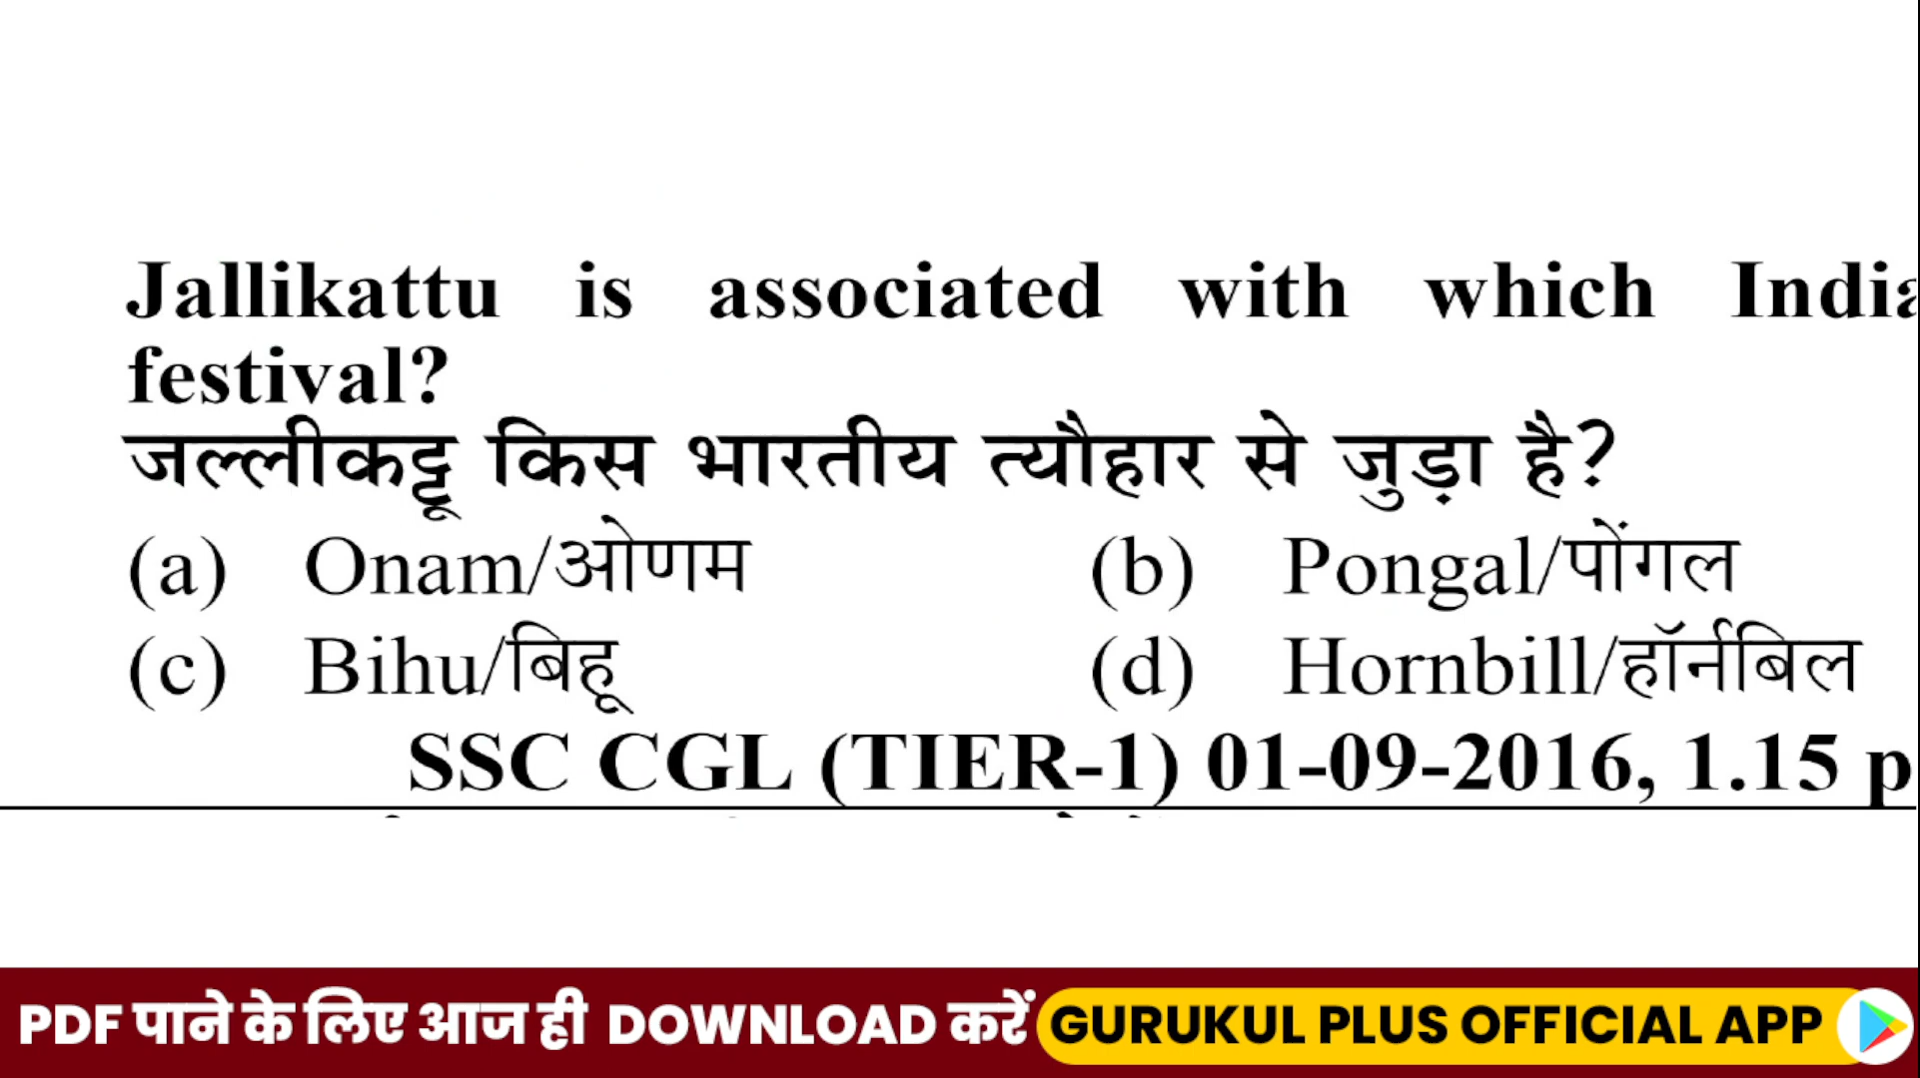 Jallikattu is associated with which India
festival?
जल्लीकट्टू किस भारतीय त्यौहार से जुड़ा है?
(a) Onam/ओणम (b) Pongal/पोंगल
(c) Bihu/बिहू (d) Hornbill/हॉर्नबिल
SSC CGL (TIER-1) 01-09-2016, 1.15 p
PDF पाने के लिए आज ही DOWNLOAD करें GURUKUL PLUS OFFICIAL APP